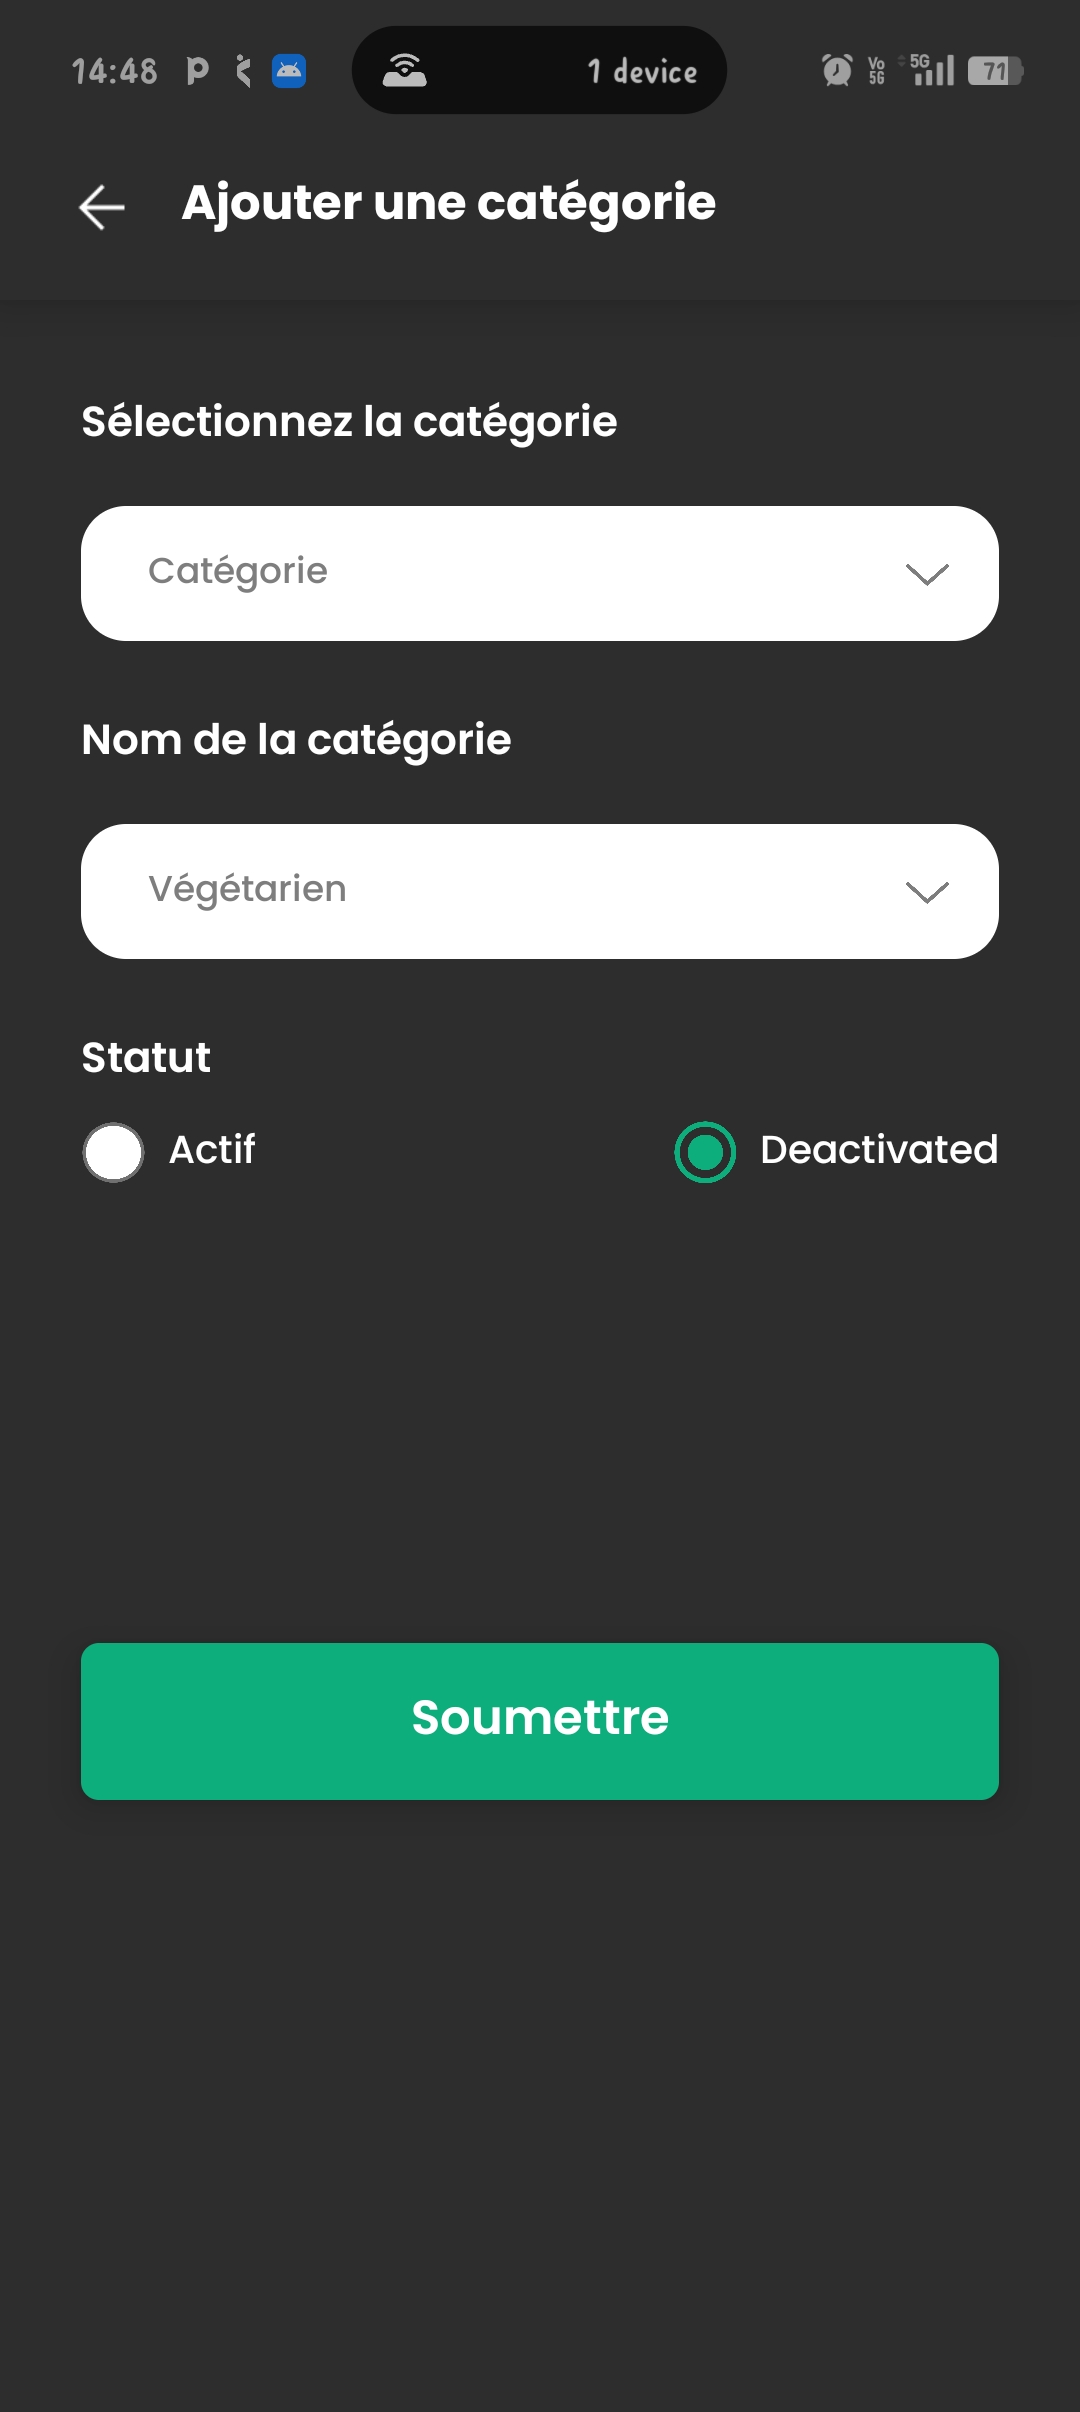 14:48
1 device
Vo
5G
5G
71
Ajouter une catégorie
Sélectionnez la catégorie
Catégorie
Nom de la catégorie
Végétarien
Statut
Actif
Deactivated
Soumettre